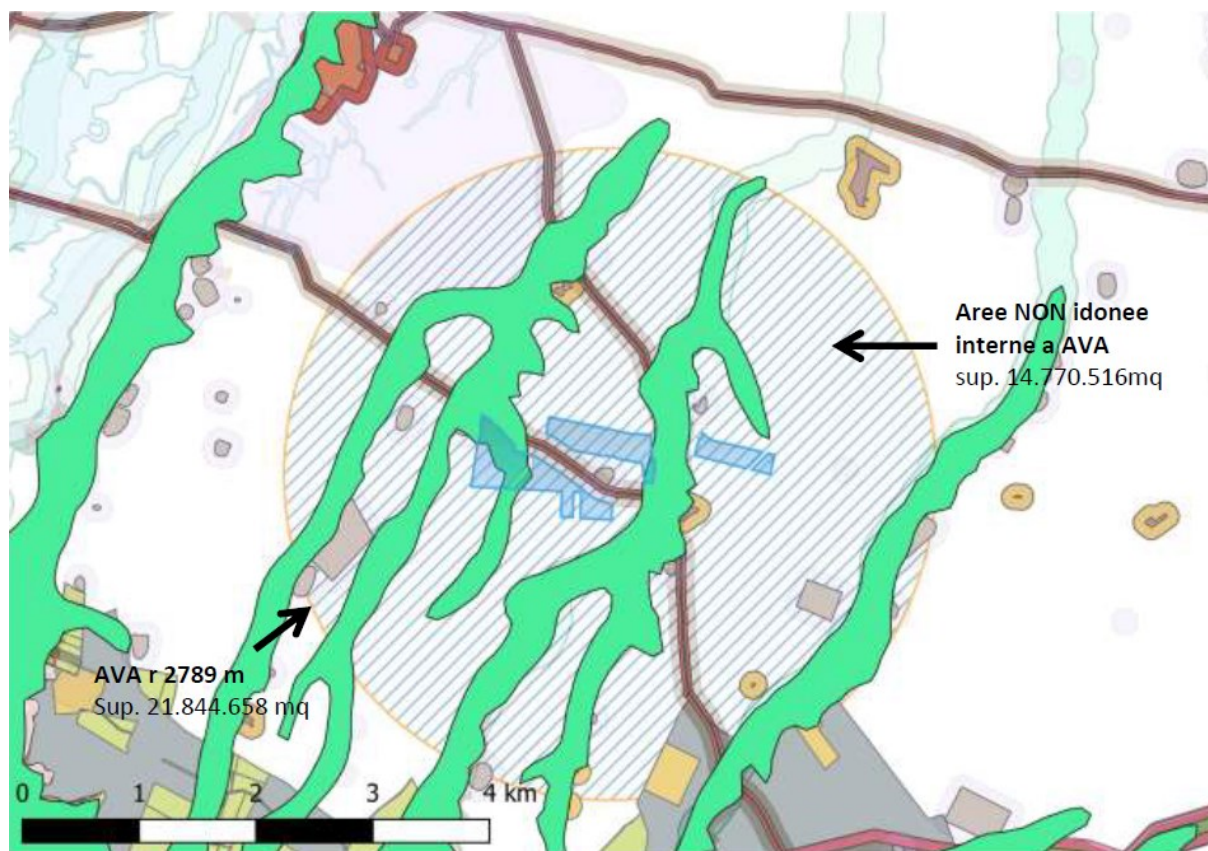 Aree NON idonee
interne a AVA
sup. 14.770.516mq
AVA r 2789 m
Sup. 21.844.658 mq
0 1 2 3 4 km